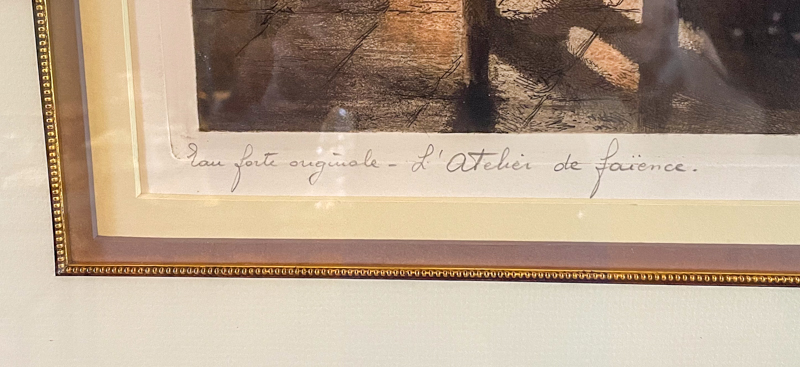 Eau forte originale - L'Atelier de faïence.